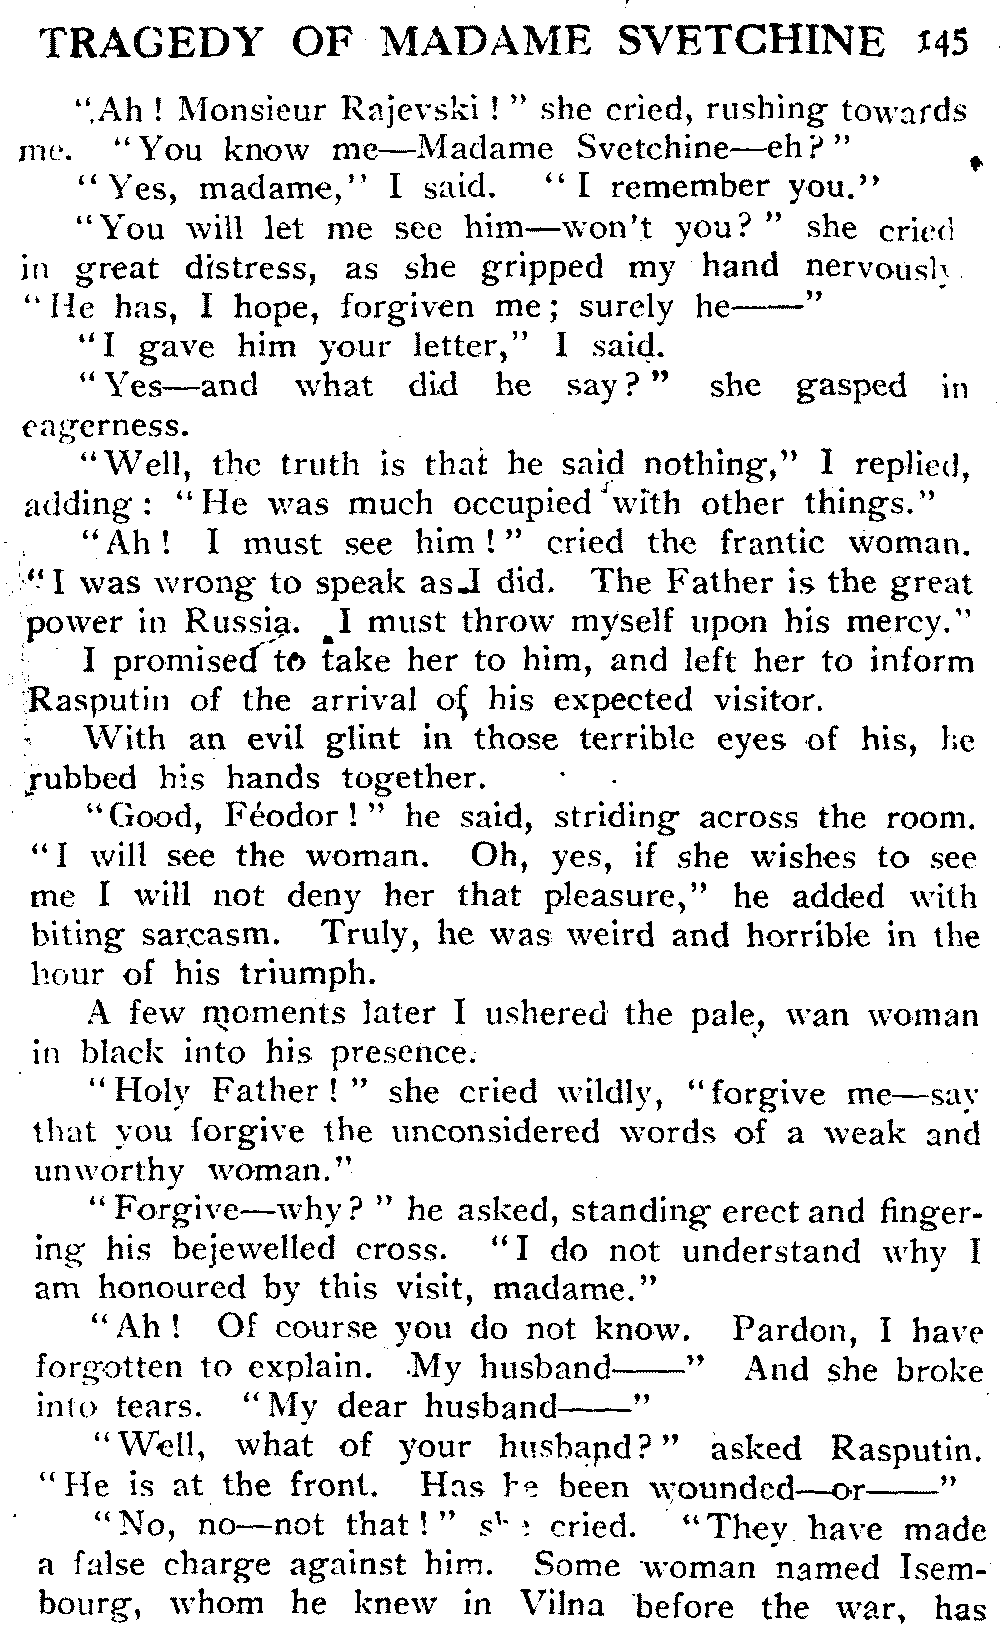 TRAGEDY OF MADAME SVETCHINE 145
"Ah! Monsieur Rajevski!" she cried, rushing towards
me. "You know me—Madame Svetchine—eh?"
"Yes, madame," I said. "I remember you."
"You will let me see him—won't you?" she cried
in great distress, as she gripped my hand nervously.
"He has, I hope, forgiven me; surely he——"
"I gave him your letter," I said.
"Yes—and what did he say?" she gasped in
eagerness.
"Well, the truth is that he said nothing," I replied,
adding: "He was much occupied with other things."
"Ah! I must see him!" cried the frantic woman.
"I was wrong to speak as I did. The Father is the great
power in Russia. I must throw myself upon his mercy."
I promised to take her to him, and left her to inform
Rasputin of the arrival of his expected visitor.
With an evil glint in those terrible eyes of his, he
rubbed his hands together.
"Good, Féodor!" he said, striding across the room.
"I will see the woman. Oh, yes, if she wishes to see
me I will not deny her that pleasure," he added with
biting sarcasm. Truly, he was weird and horrible in the
hour of his triumph.
A few moments later I ushered the pale, wan woman
in black into his presence.
"Holy Father!" she cried wildly, "forgive me—say
that you forgive the unconsidered words of a weak and
unworthy woman."
"Forgive—why?" he asked, standing erect and finger-
ing his bejewelled cross. "I do not understand why I
am honoured by this visit, madame."
"Ah! Of course you do not know. Pardon, I have
forgotten to explain. My husband——" And she broke
into tears. "My dear husband——"
"Well, what of your husband?" asked Rasputin.
"He is at the front. Has he been wounded—or——"
"No, no—not that!" she cried. "They have made
a false charge against him. Some woman named Isem-
bourg, whom he knew in Vilna before the war, has